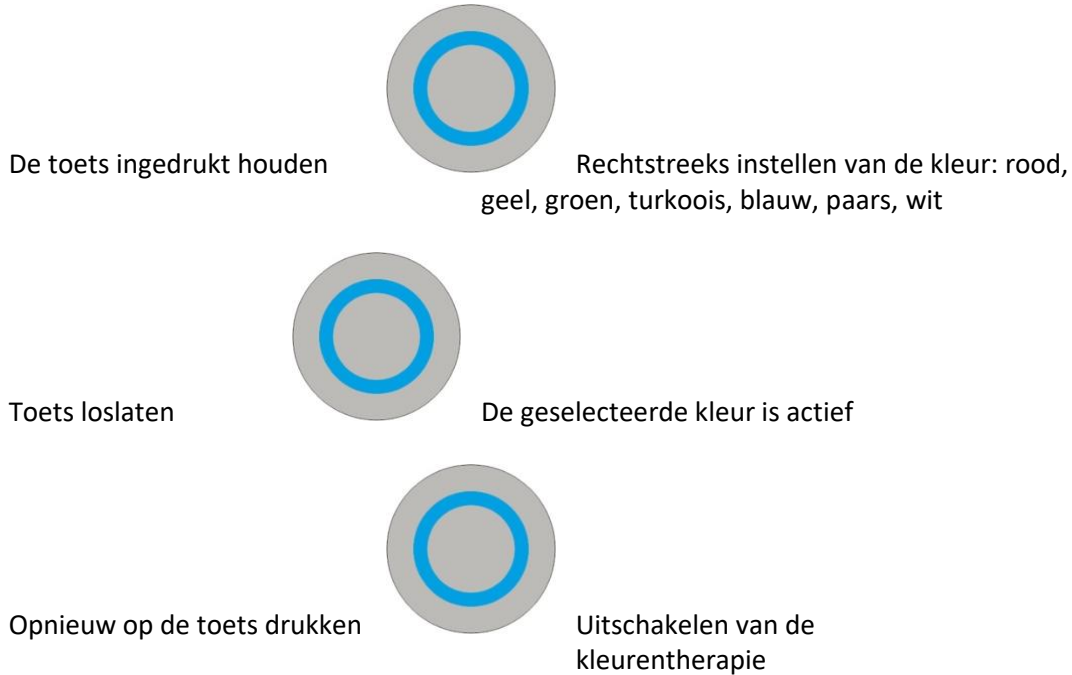 De toets ingedrukt houden Rechtstreeks instellen van de kleur: rood,
geel, groen, turkoois, blauw, paars, wit
Toets loslaten De geselecteerde kleur is actief
Opnieuw op de toets drukken Uitschakelen van de
kleurentherapie